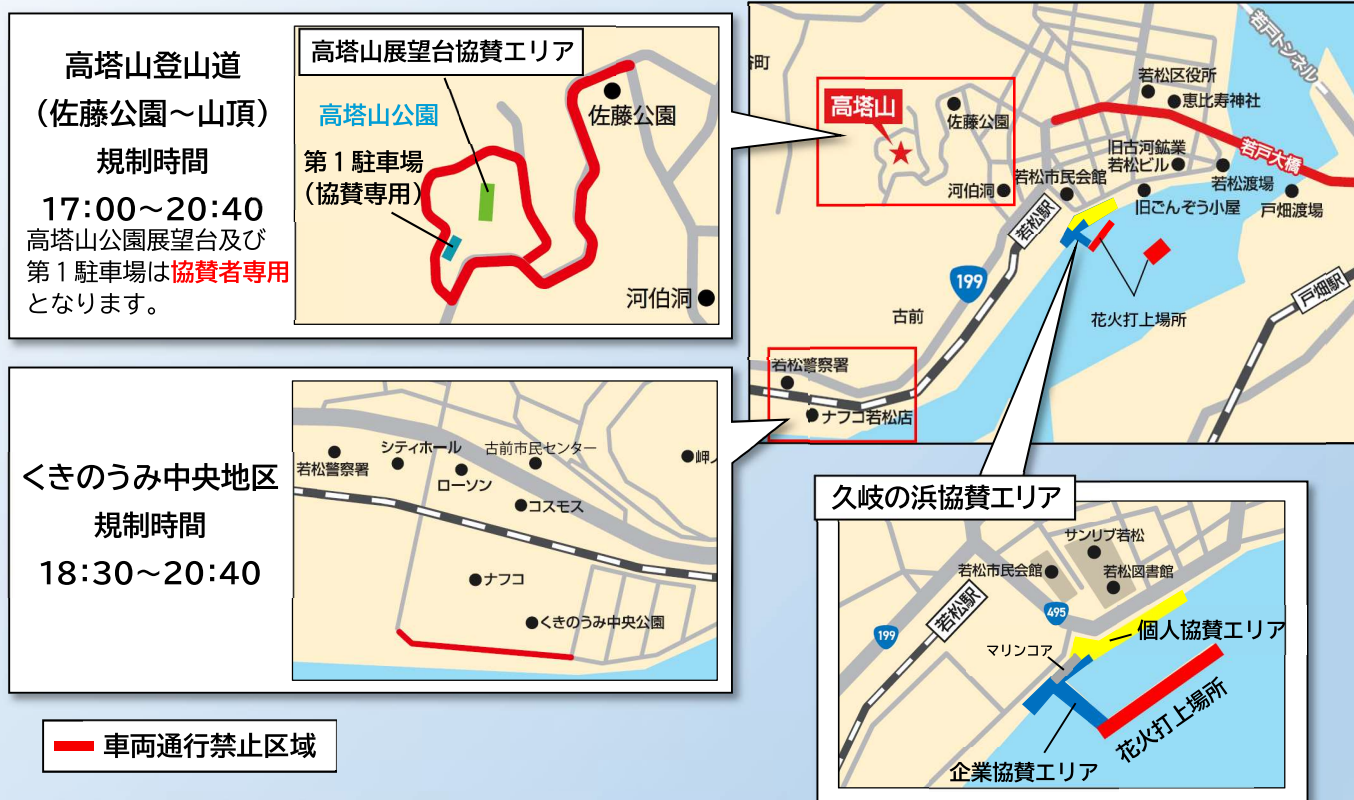 高塔山登山道
(佐藤公園～山頂)
規制時間
17:00～20:40
高塔山公園展望台及び
第1駐車場は協賛者専用
となります。
高塔山展望台協賛エリア
高塔山公園
佐藤公園
第1駐車場
(協賛専用)
河伯洞
くきのうみ中央地区
規制時間
18:30～20:40
若松警察署
シティホール
古前市民センター
ローソン
コスモス
岬ノ
ナフコ
くきのうみ中央公園
車両通行禁止区域
若戸トンネル
若松区役所
恵比寿神社
高塔山
佐藤公園
旧古河鉱業
若松ビル
若戸大橋
若松渡場
戸畑渡場
河伯洞
若松市民会館
旧ごんぞう小屋
若松駅
199
戸畑駅
古前
花火打上場所
若松警察署
ナフコ若松店
久岐の浜協賛エリア
サンリブ若松
若松市民会館
若松図書館
若松駅
495
199
個人協賛エリア
マリンコア
花火打上場所
企業協賛エリア